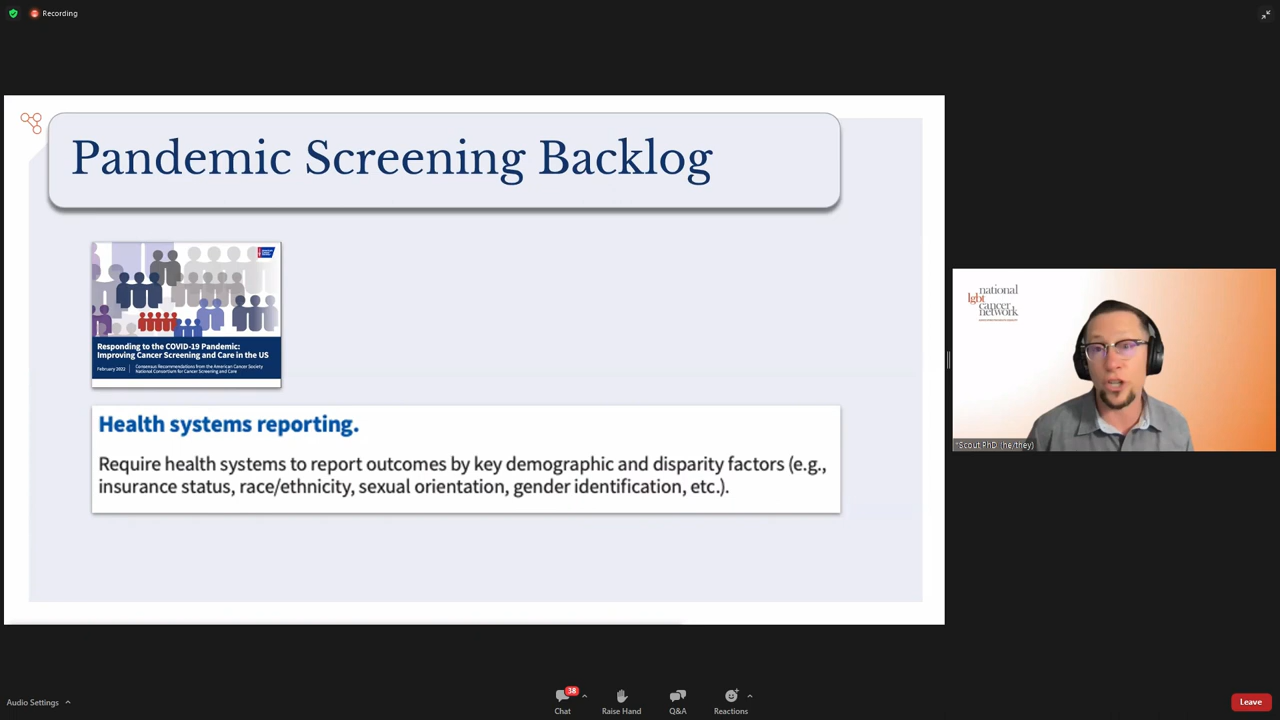 Recording
Pandemic Screening Backlog
Responding to the COVID-19 Pandemic:
Improving Cancer Screening and Care in the US
February 2022
Consensus Recommendations from the American Cancer Society
National Consortium for Cancer Screening and Care
Health systems reporting.
Require health systems to report outcomes by key demographic and disparity factors (e.g.,
insurance status, race/ethnicity, sexual orientation, gender identification, etc.).
national
lgbt
cancer
network
*Scout PhD (he/they)
Audio Settings
38
Chat
Raise Hand
Q&A
Reactions
Leave